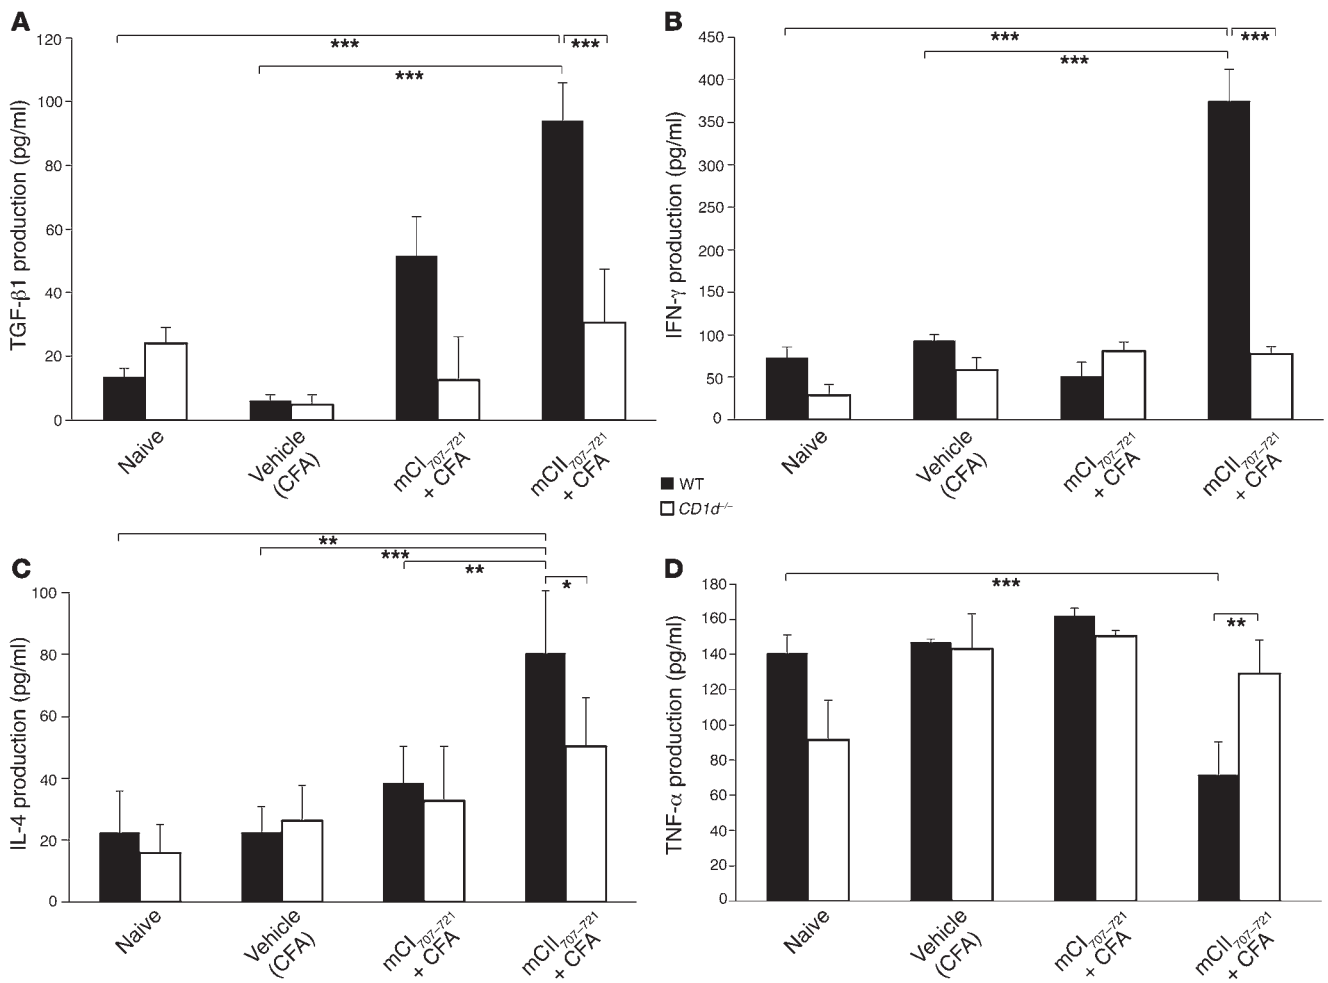 A
TGF-β1 production (pg/ml)
120
100
80
60
40
20
0
***
***
***
Naive
Vehicle
(CFA)
mCI707–721
+ CFA
mCII707–721
+ CFA
B
IFN-γ production (pg/ml)
450
400
350
300
250
200
150
100
50
0
***
***
***
Naive
Vehicle
(CFA)
mCI707–721
+ CFA
mCII707–721
+ CFA
WT
CD1d–/–
C
IL-4 production (pg/ml)
100
80
60
40
20
0
**
***
**
*
Naive
Vehicle
(CFA)
mCI707–721
+ CFA
mCII707–721
+ CFA
D
TNF-α production (pg/ml)
180
160
140
120
100
80
60
40
20
0
***
**
Naive
Vehicle
(CFA)
mCI707–721
+ CFA
mCII707–721
+ CFA